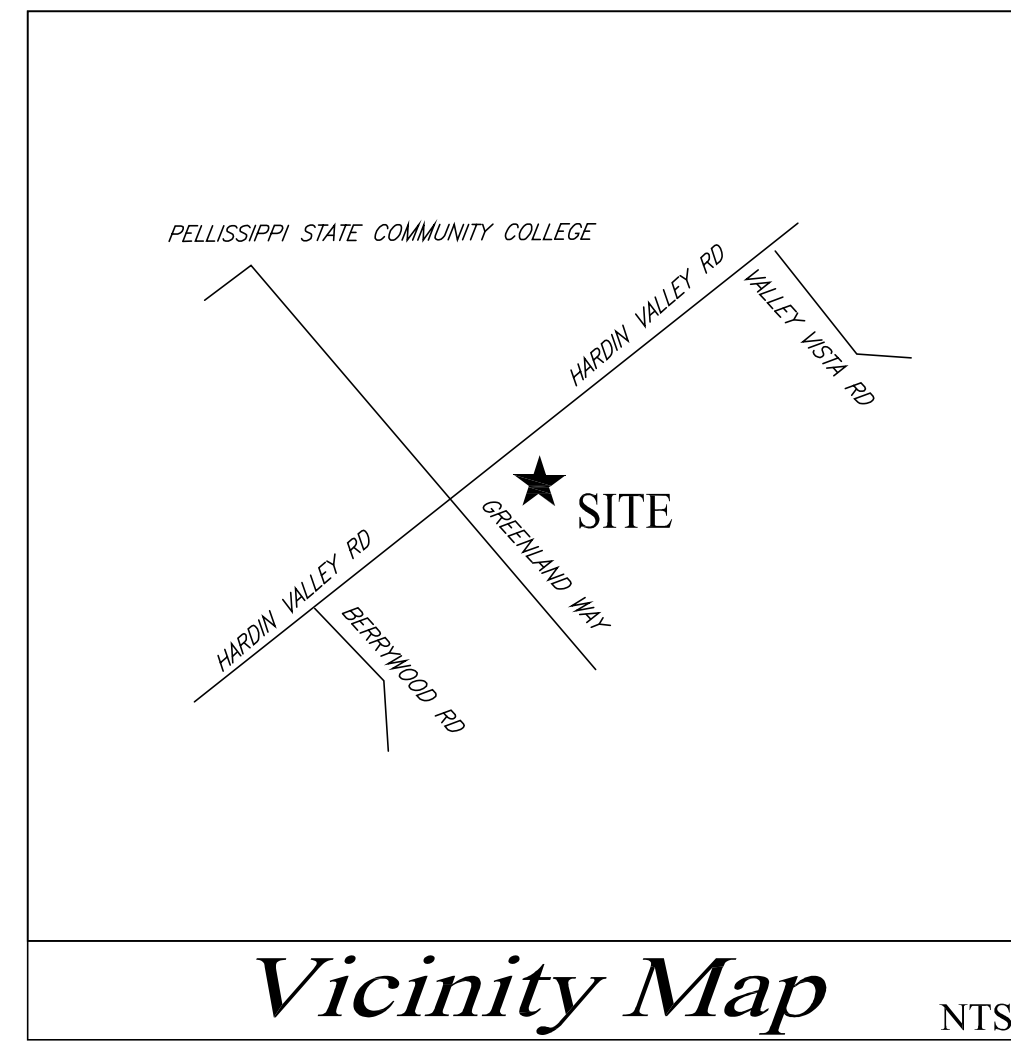 PELLISSIPPI STATE COMMUNITY COLLEGE
HARDIN VALLEY RD
VALLEY VISTA RD
SITE
GREENLAND WAY
HARDIN VALLEY RD
BERRYWOOD RD
Vicinity Map
NTS